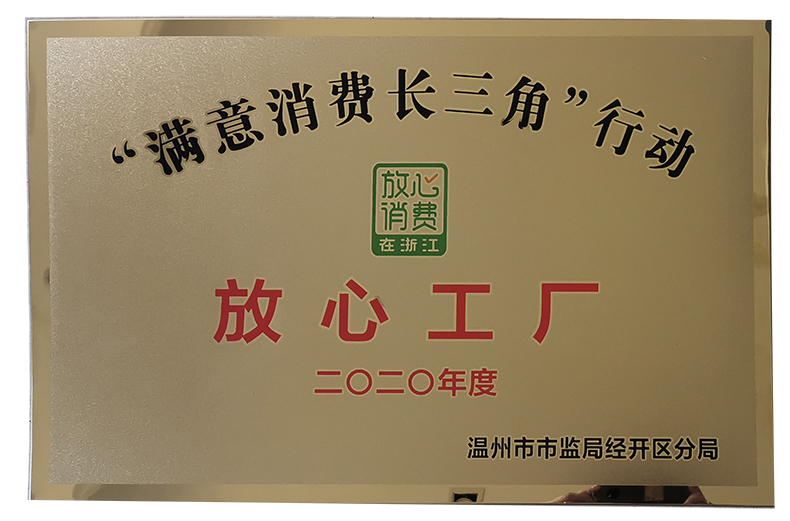 “满意消费长三角”行动
放心
消费
在浙江
放心工厂
二〇二〇年度
温州市市监局经开区分局